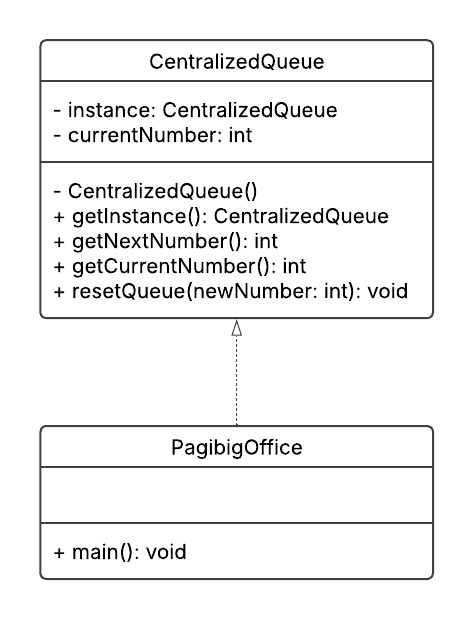 CentralizedQueue
- instance: CentralizedQueue
- currentNumber: int
- CentralizedQueue()
+ getInstance(): CentralizedQueue
+ getNextNumber(): int
+ getCurrentNumber(): int
+ resetQueue(newNumber: int): void
PagibigOffice
+ main(): void